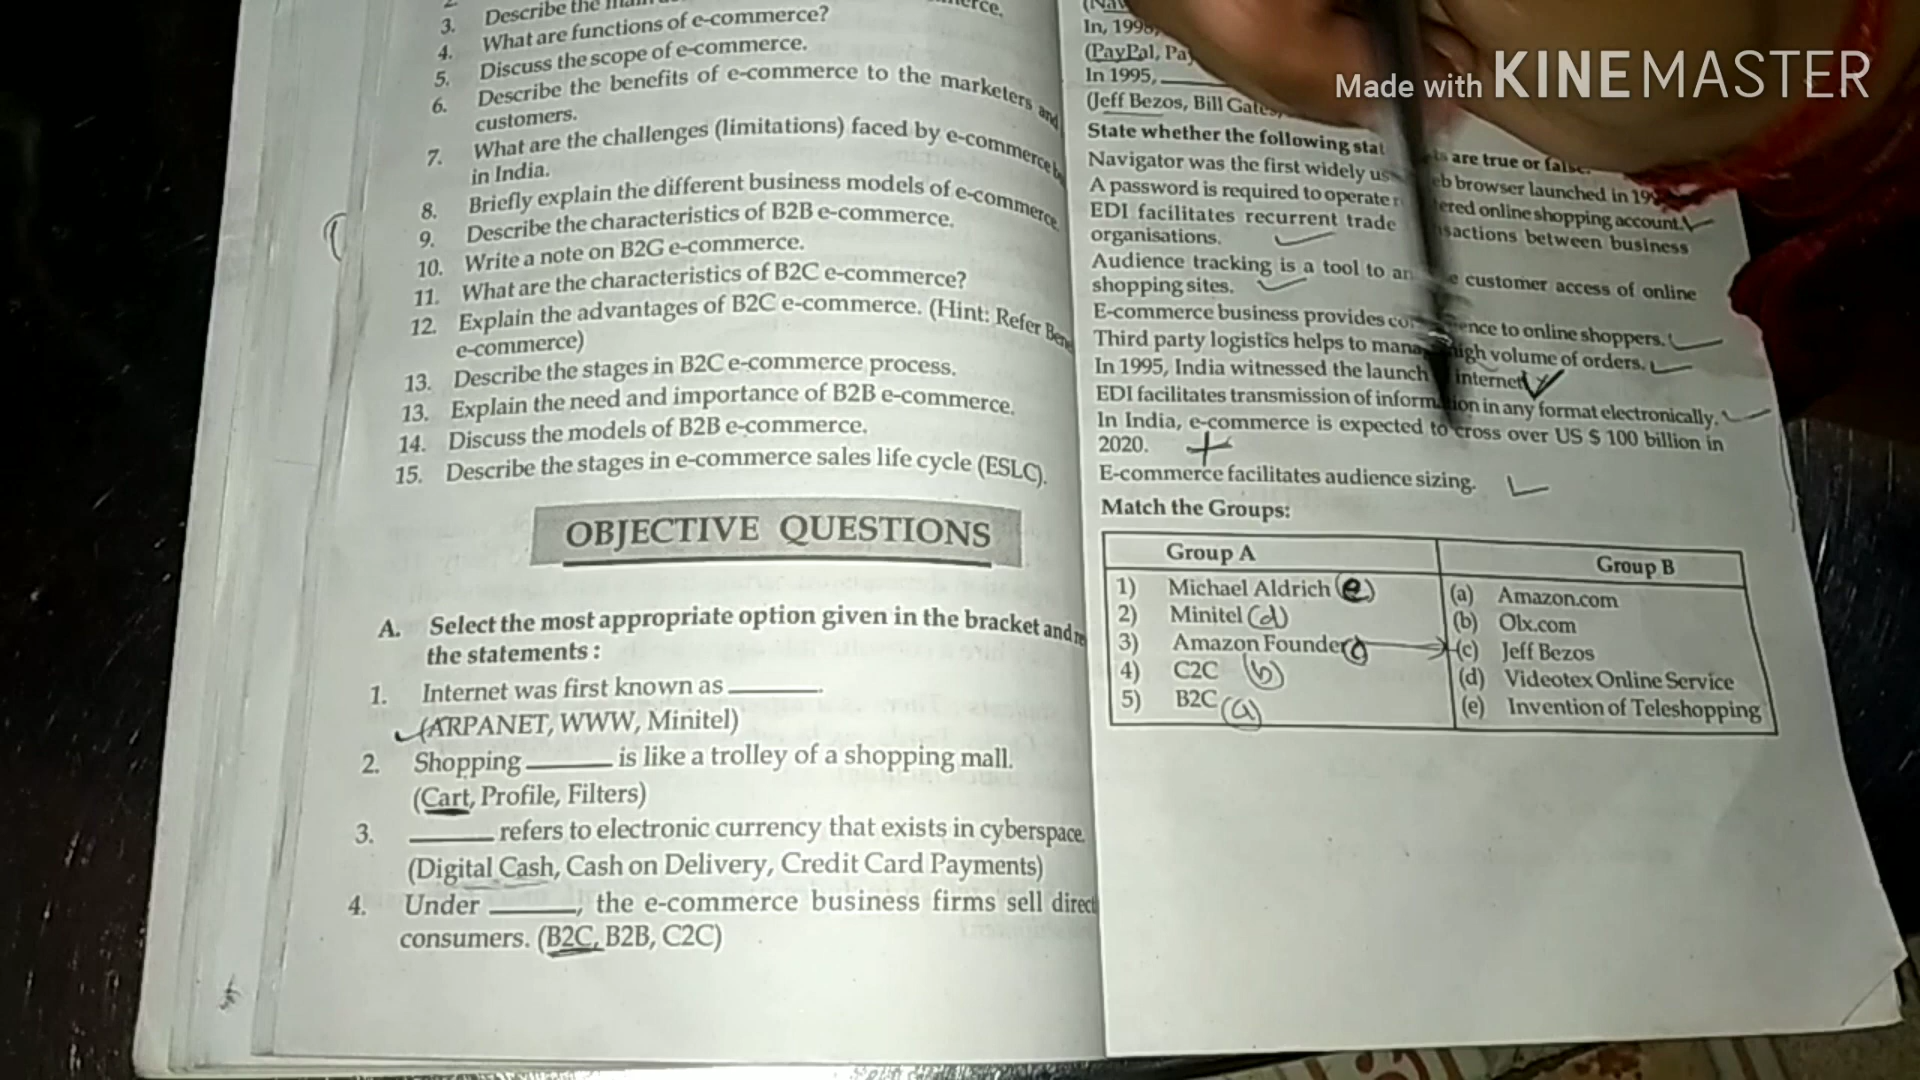 3. Describe the
4. What are functions of e-commerce?
5. Discuss the scope of e-commerce.
6. Describe the benefits of e-commerce to the marketers and
customers.
7. What are the challenges (limitations) faced by e-commerce
in India.
8. Briefly explain the different business models of e-commerce.
9. Describe the characteristics of B2B e-commerce.
10. Write a note on B2G e-commerce.
11. What are the characteristics of B2C e-commerce?
12. Explain the advantages of B2C e-commerce. (Hint: Refer
e-commerce)
13. Describe the stages in B2C e-commerce process.
13. Explain the need and importance of B2B e-commerce.
14. Discuss the models of B2B e-commerce.
15. Describe the stages in e-commerce sales life cycle (ESLC).
OBJECTIVE QUESTIONS
A. Select the most appropriate option given in the bracket and
the statements :
1. Internet was first known as ______.
(ARPANET, WWW, Minitel)
2. Shopping ______ is like a trolley of a shopping mall.
(Cart, Profile, Filters)
3. ______ refers to electronic currency that exists in cyberspace.
(Digital Cash, Cash on Delivery, Credit Card Payments)
4. Under ______, the e-commerce business firms sell direct
consumers. (B2C, B2B, C2C)
In, 1998,
(PayPal,
In 1995, ______
(Jeff Bezos, Bill Gates,
Made with KINEMASTER
State whether the following are true or false.
Navigator was the first widely browser launched in
A password is required to operate online shopping account.
EDI facilitates recurrent trade between business
organisations.
Audience tracking is a tool to customer access of online
shopping sites.
E-commerce business provides to online shoppers.
Third party logistics helps to high volume of orders.
In 1995, India witnessed the launch internet
EDI facilitates transmission of information in any format electronically.
In India, e-commerce is expected to cross over US $ 100 billion in
2020.
E-commerce facilitates audience sizing.
Match the Groups:
Group A Group B
1) Michael Aldrich (e) (a) Amazon.com
2) Minitel (d) (b) Olx.com
3) Amazon Founder (c) (c) Jeff Bezos
4) C2C (b) (d) Videotex Online Service
5) B2C (a) (e) Invention of Teleshopping